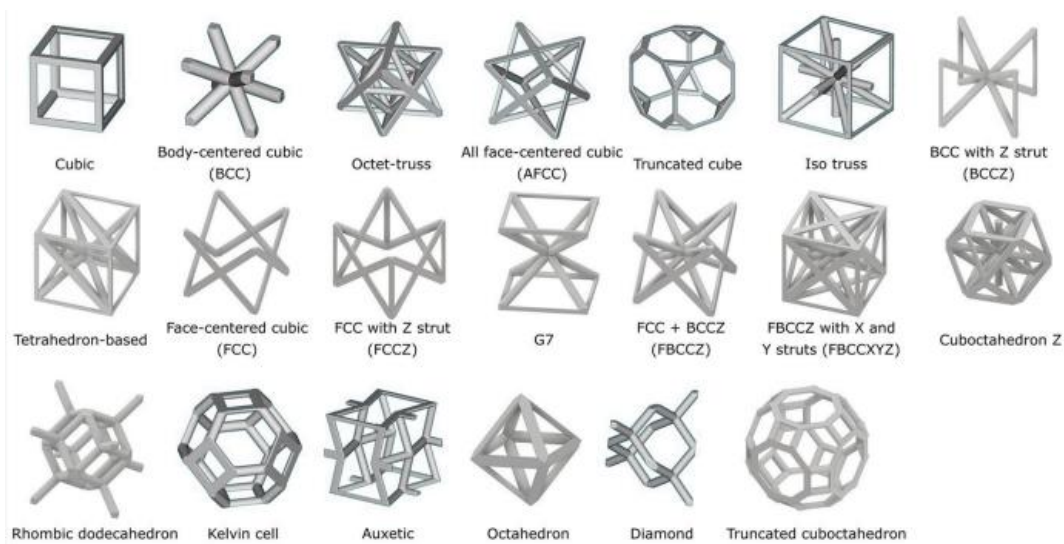 Cubic
Body-centered cubic
(BCC)
Octet-truss
All face-centered cubic
(AFCC)
Truncated cube
Iso truss
BCC with Z strut
(BCCZ)
Tetrahedron-based
Face-centered cubic
(FCC)
FCC with Z strut
(FCCZ)
G7
FCC + BCCZ
(FBCCZ)
FBCCZ with X and
Y struts (FBCCXYZ)
Cuboctahedron Z
Rhombic dodecahedron
Kelvin cell
Auxetic
Octahedron
Diamond
Truncated cuboctahedron